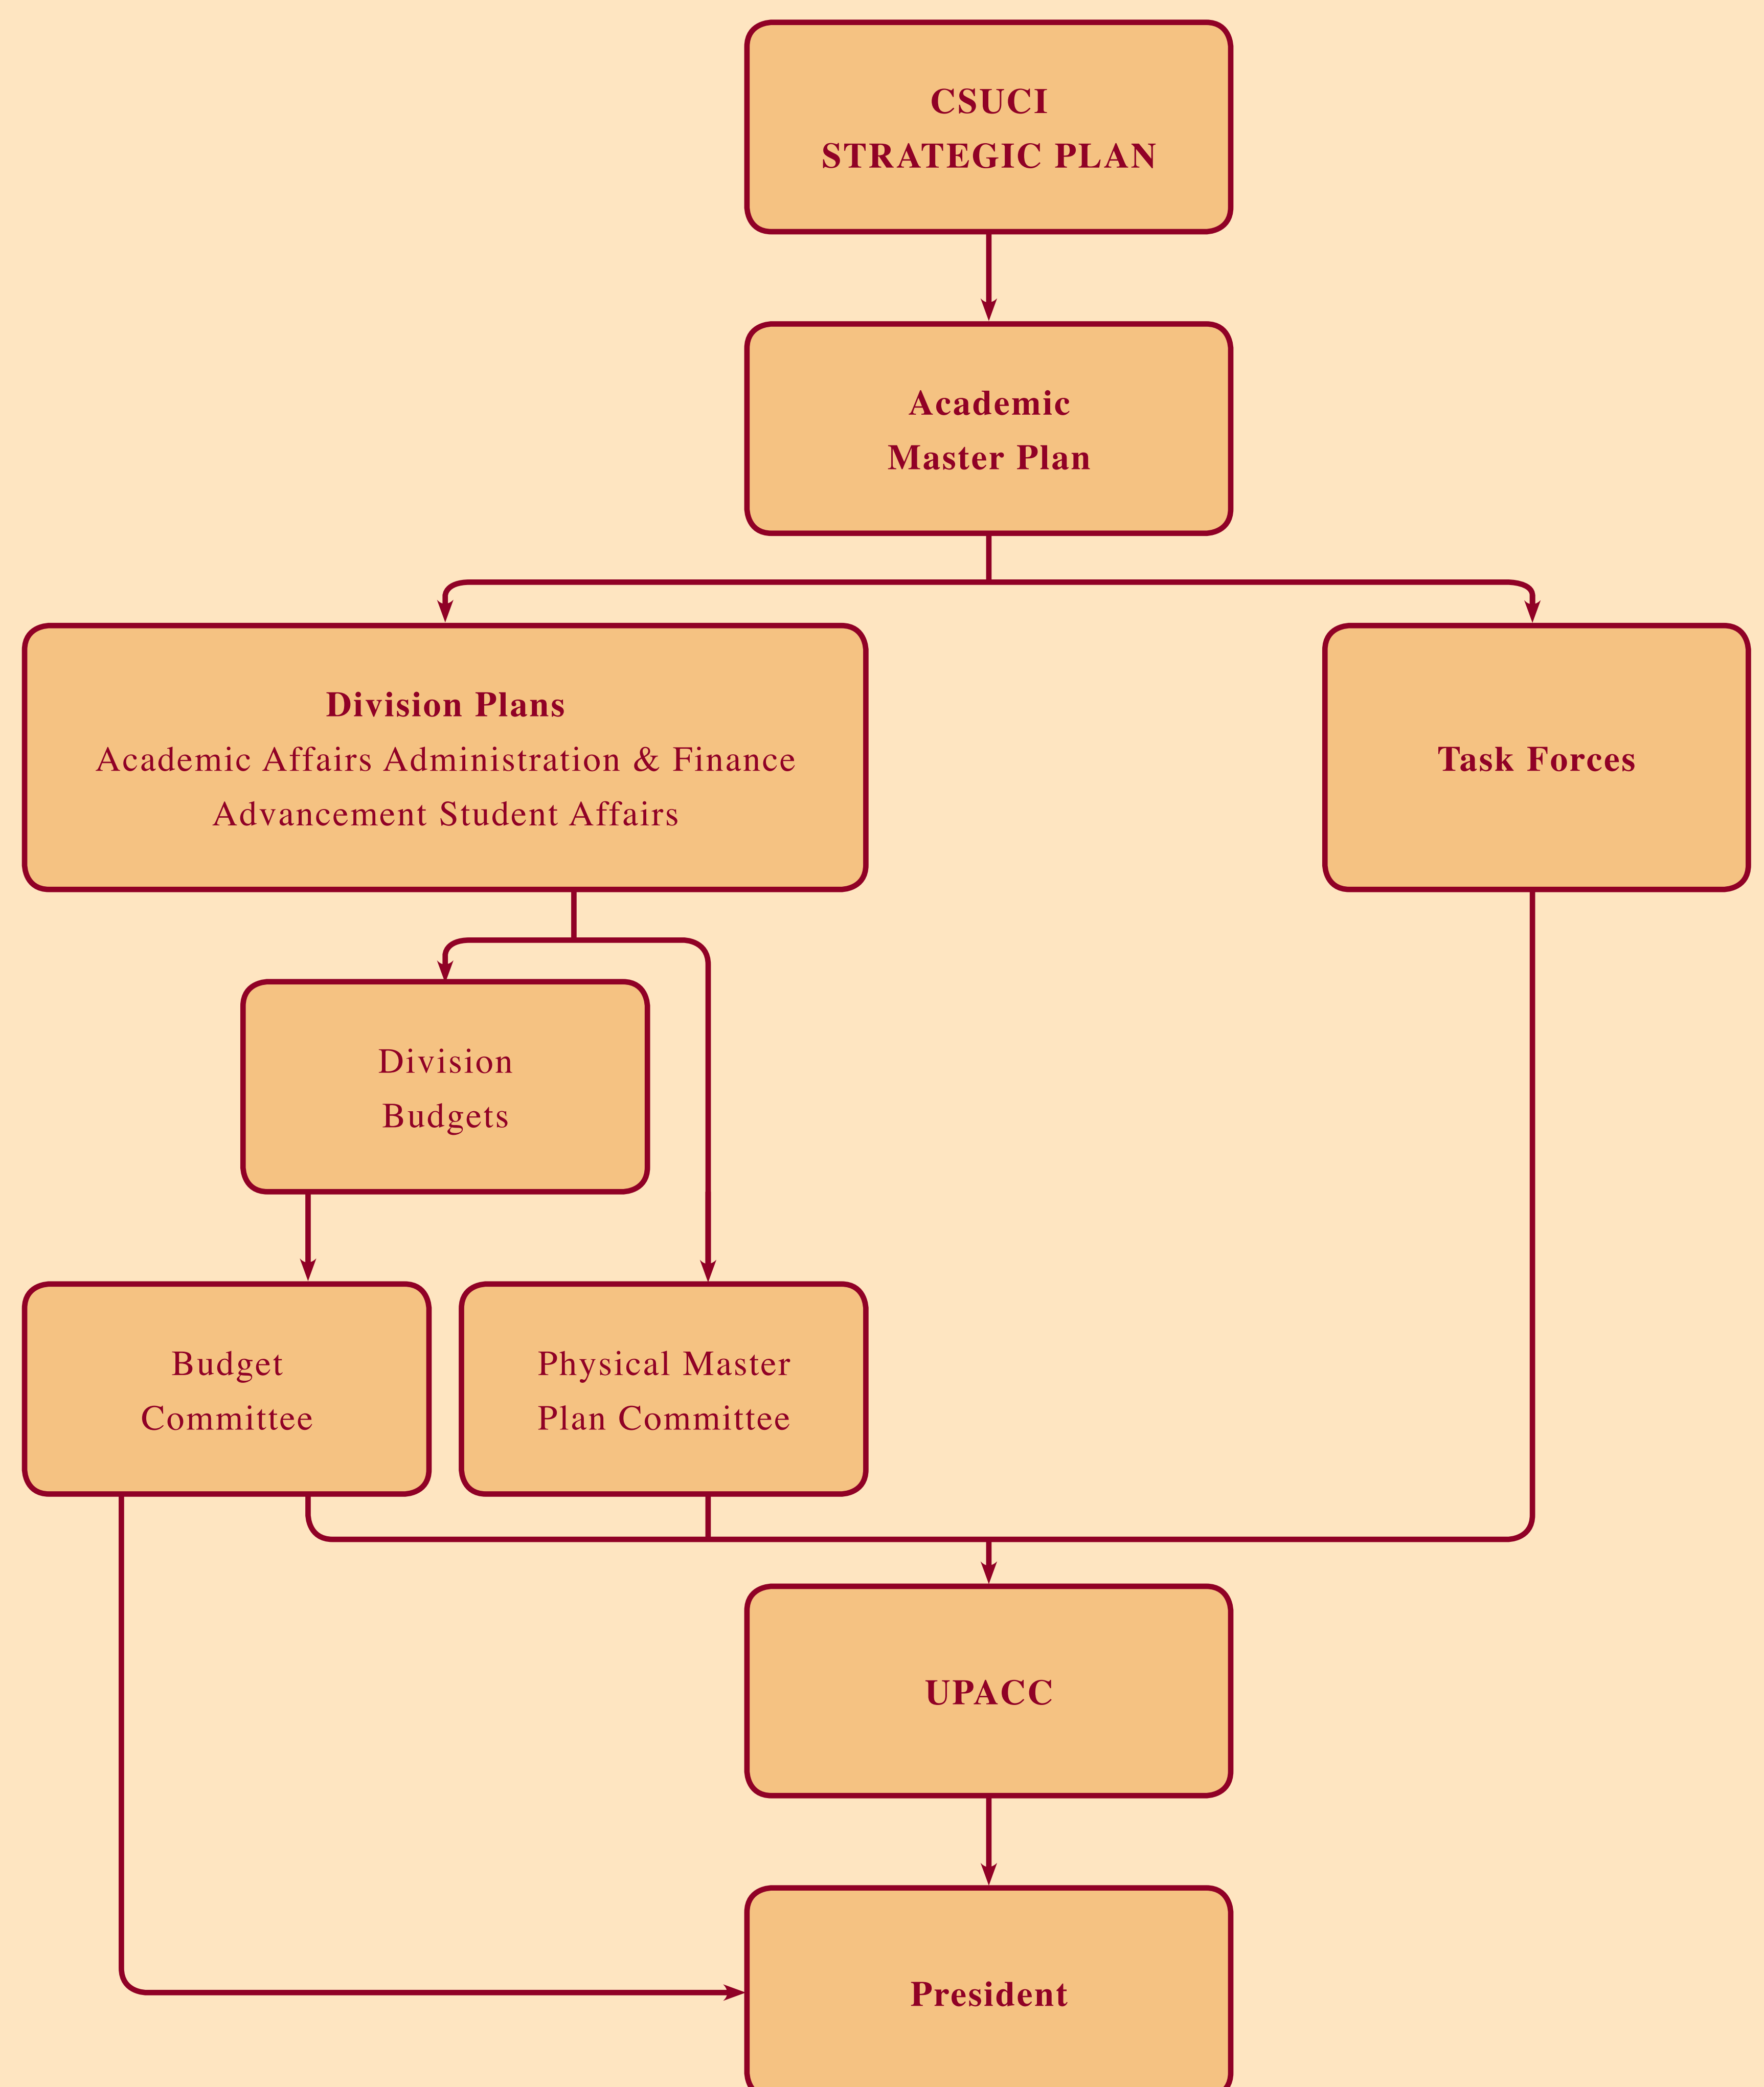 CSUCI
STRATEGIC PLAN
Academic
Master Plan
Division Plans
Academic Affairs Administration & Finance
Advancement Student Affairs
Task Forces
Division
Budgets
Budget
Committee
Physical Master
Plan Committee
UPACC
President